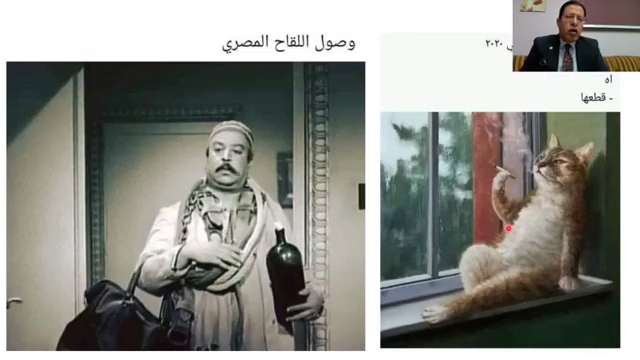 وصول اللقاح المصري
٢٠٢٠
اه
- قطعها